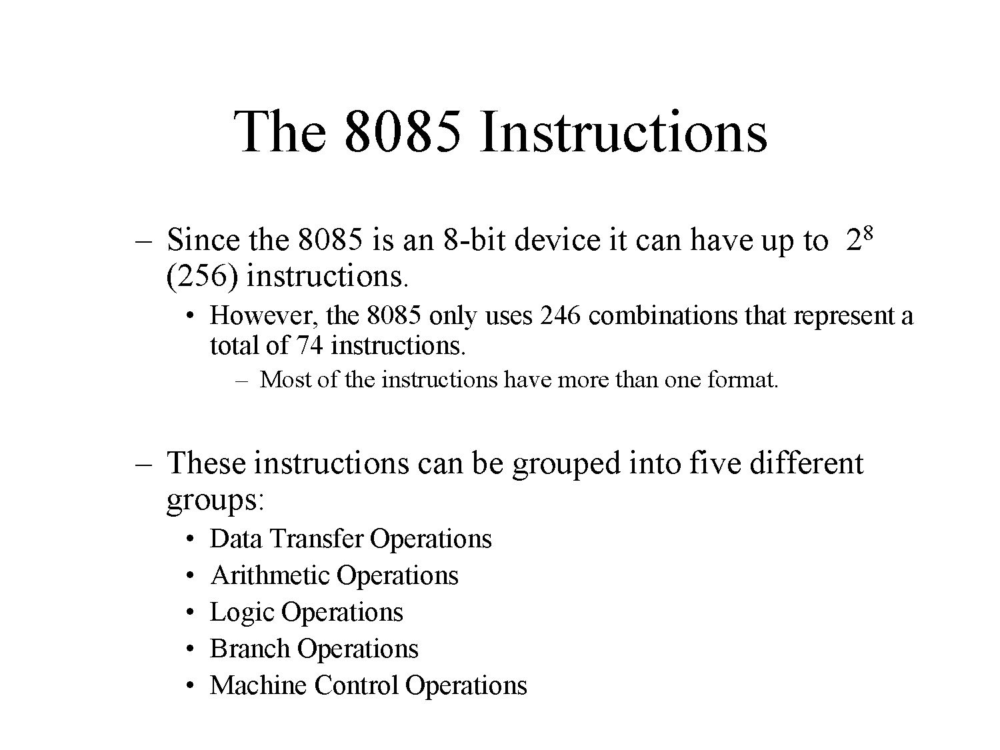 The 8085 Instructions
– Since the 8085 is an 8-bit device it can have up to 2⁸
(256) instructions.
• However, the 8085 only uses 246 combinations that represent a
total of 74 instructions.
– Most of the instructions have more than one format.
– These instructions can be grouped into five different
groups:
• Data Transfer Operations
• Arithmetic Operations
• Logic Operations
• Branch Operations
• Machine Control Operations